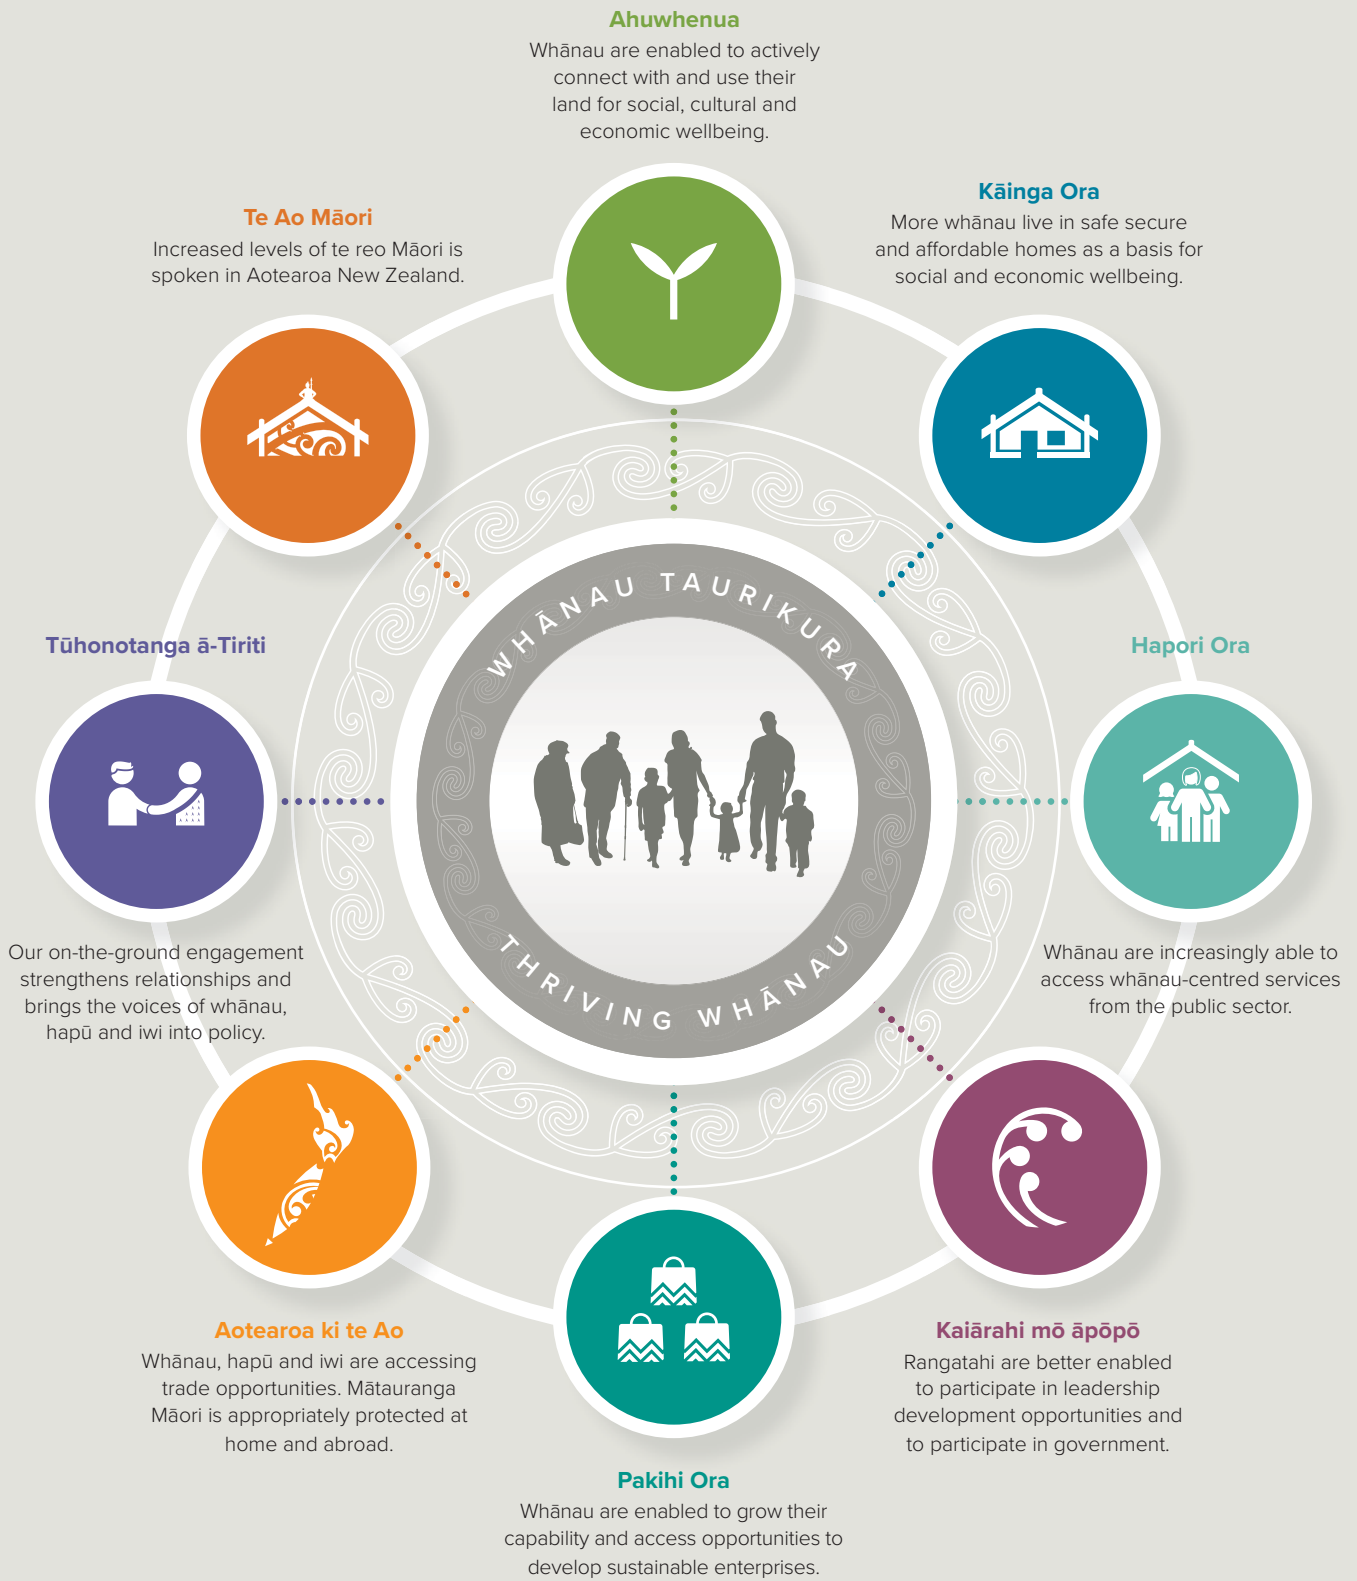 Ahuwhenua
Whānau are enabled to actively
connect with and use their
land for social, cultural and
economic wellbeing.
Kāinga Ora
More whānau live in safe secure
and affordable homes as a basis for
social and economic wellbeing.
Te Ao Māori
Increased levels of te reo Māori is
spoken in Aotearoa New Zealand.
WHĀNAU TAURIKURA
THRIVING WHĀNAU
Tūhonotanga ā-Tiriti
Our on-the-ground engagement
strengthens relationships and
brings the voices of whānau,
hapū and iwi into policy.
Hapori Ora
Whānau are increasingly able to
access whānau-centred services
from the public sector.
Aotearoa ki te Ao
Whānau, hapū and iwi are accessing
trade opportunities. Mātauranga
Māori is appropriately protected at
home and abroad.
Kaiārahi mō āpōpō
Rangatahi are better enabled
to participate in leadership
development opportunities and
to participate in government.
Pakihi Ora
Whānau are enabled to grow their
capability and access opportunities to
develop sustainable enterprises.